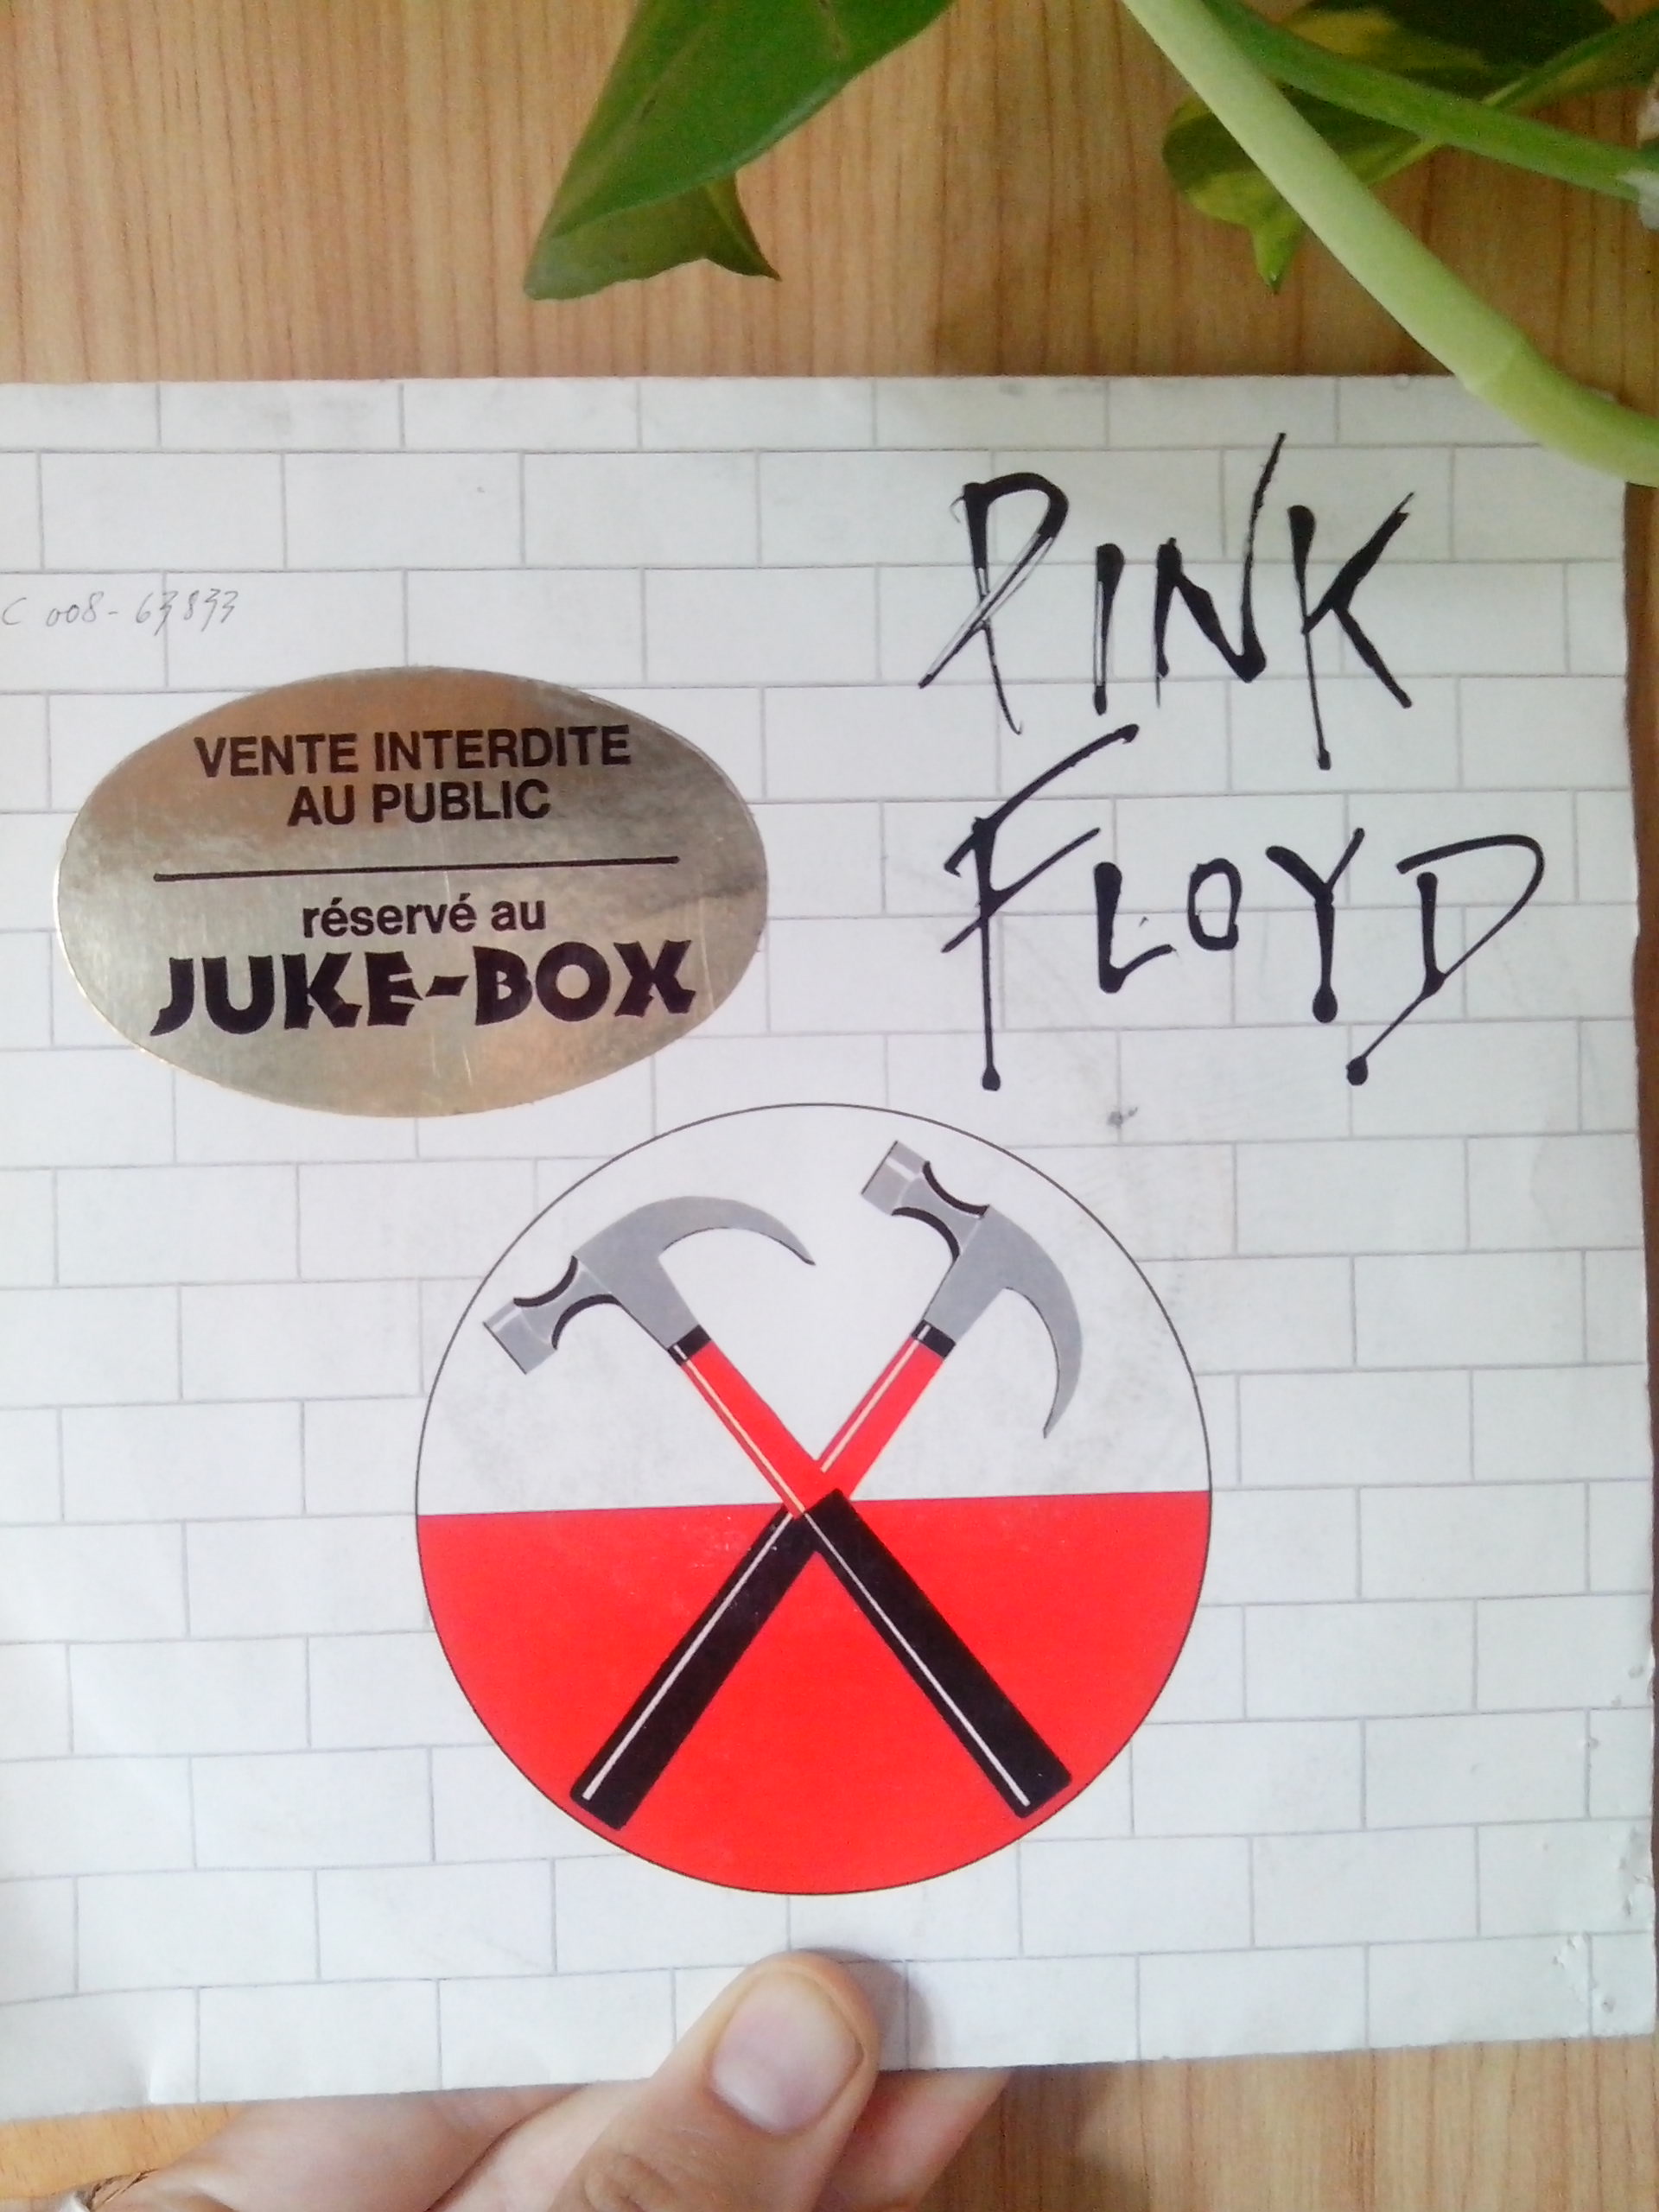 PINK
FLOYD
C 008-63833
VENTE INTERDITE
AU PUBLIC
réservé au
JUKE-BOX